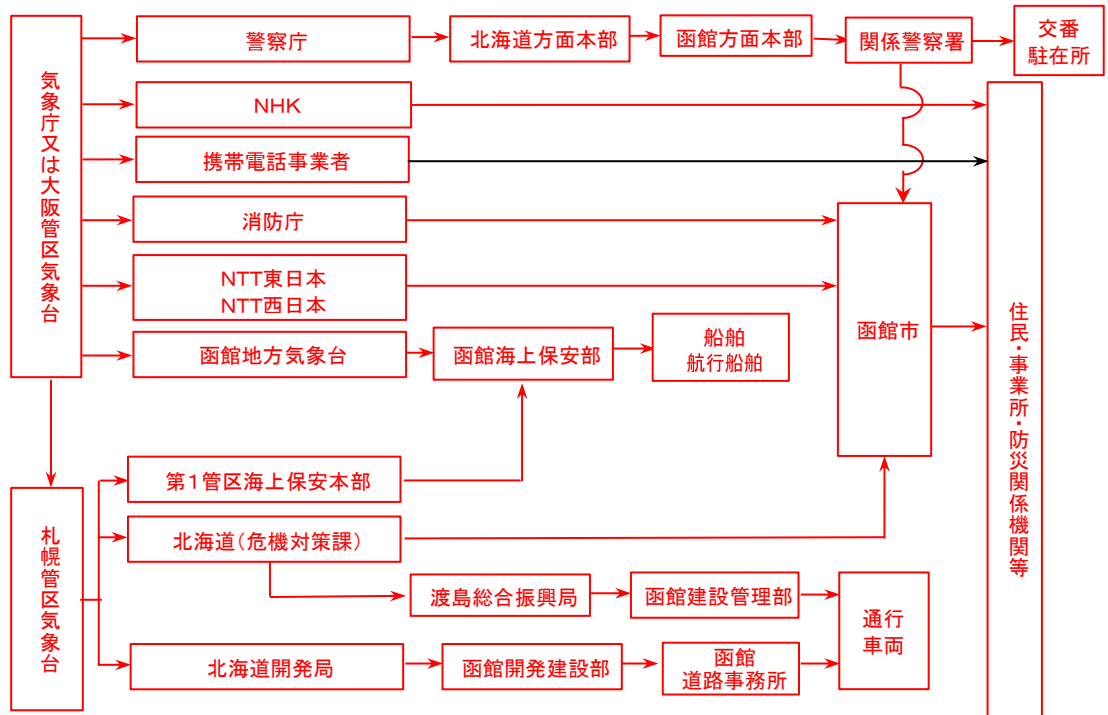 気象庁又は大阪管区気象台
警察庁
北海道方面本部
函館方面本部
関係警察署
交番
駐在所
NHK
携帯電話事業者
消防庁
NTT東日本
NTT西日本
函館地方気象台
函館海上保安部
船舶
航行船舶
函館市
住民・事業所・防災関係機関等
札幌管区気象台
第1管区海上保安本部
北海道(危機対策課)
渡島総合振興局
函館建設管理部
通行
車両
北海道開発局
函館開発建設部
函館
道路事務所